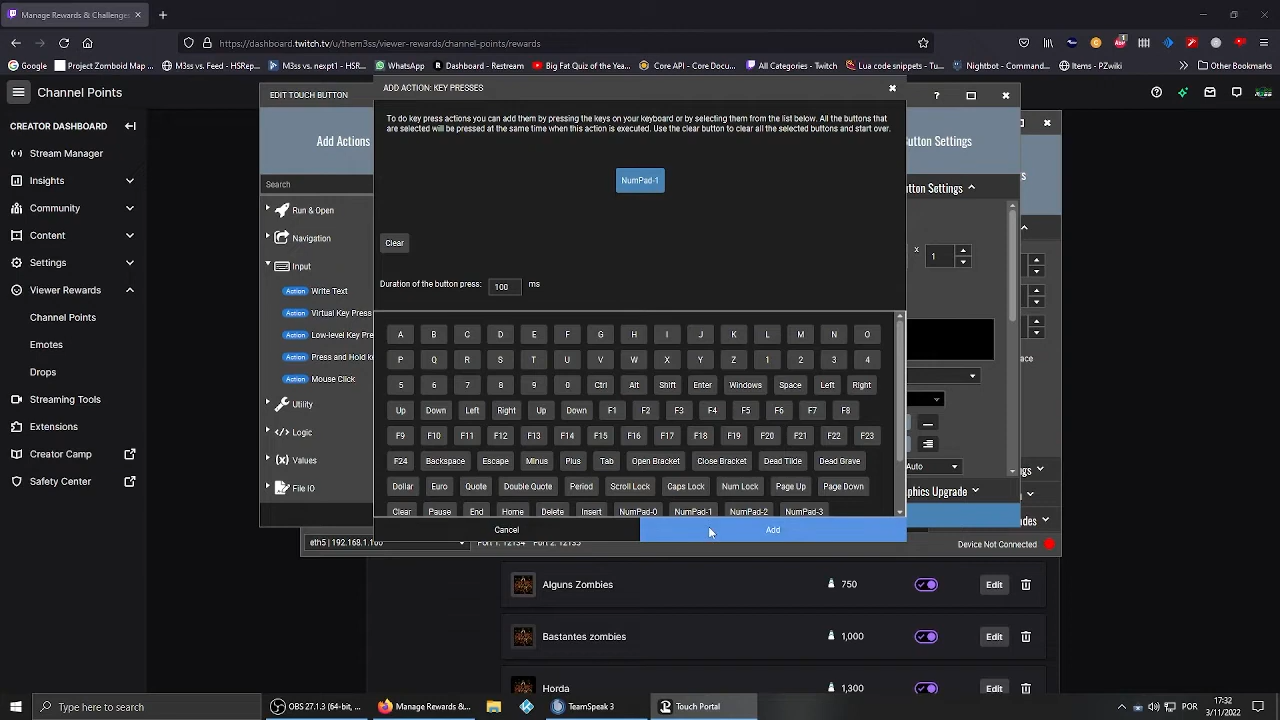 Manage Rewards & Challenges
https://dashboard.twitch.tv/u/them3ss/viewer-rewards/channel-points/rewards
Google
Project Zomboid Map ...
M3ss vs. Feed - HSRep...
M3ss vs. nexpt1 - HSR...
WhatsApp
Dashboard - Restream
Big Fat Quiz of the Yea...
Core API - Core Docu...
All Categories - Twitch
Lua code snippets - Tu...
Nightbot - Command...
Items - PZwiki
Other Bookmarks
Channel Points
CREATOR DASHBOARD
Stream Manager
Insights
Community
Content
Settings
Viewer Rewards
Channel Points
Emotes
Drops
Streaming Tools
Extensions
Creator Camp
Safety Center
EDIT TOUCH BUTTON
Add Actions
Search
Run & Open
Navigation
Input
Action Write Text
Action Virtual Key Press
Action Low-level Key Pres
Action Press and Hold k
Action Mouse Click
Utility
Logic
Values
File IO
ADD ACTION: KEY PRESSES
To do key press actions you can add them by pressing the keys on your keyboard or by selecting them from the list below. All the buttons
that are selected will be pressed at the same time when this action is executed. Use the clear button to clear all the selected buttons and start over.
NumPad-1
Clear
Duration of the button press: 100 ms
A B C D E F G H I J K L M N O
P Q R S T U V W X Y Z 1 2 3 4
5 6 7 8 9 0 Ctrl Alt Shift Enter Windows Space Left Right
Up Down Left Right Up Down F1 F2 F3 F4 F5 F6 F7 F8
F9 F10 F11 F12 F13 F14 F15 F16 F17 F18 F19 F20 F21 F22 F23
F24 Backspace Escape Minus Plus Tab Open Bracket Close Bracket Dead Tilde Dead Grave
Dollar Euro Quote Double Quote Period Scroll Lock Caps Lock Num Lock Page Up Page Down
Clear Pause End Home Delete Insert NumPad-0 NumPad-1 NumPad-2 NumPad-3
Cancel
Add
?
utton Settings
utton Settings
x 1
Auto
phics Upgrade
eth5 | 192.168.1.100
Device Not Connected
Alguns Zombies
750
Edit
Bastantes zombies
1,000
Edit
Horda
1,300
Edit
Type here to search
OBS 27.1.3 (64-bit, ...
Manage Rewards &...
TeamSpeak 3
Touch Portal
POR
17:32
3/11/2022